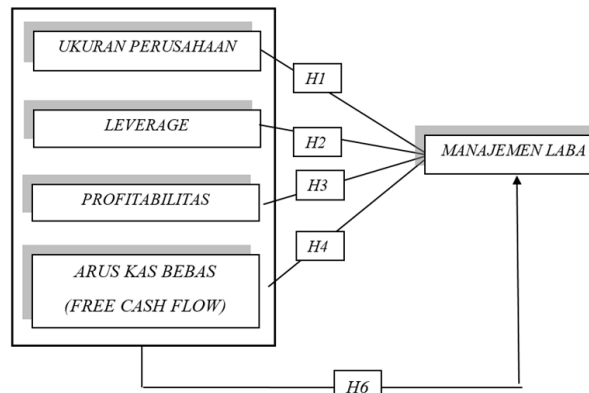 UKURAN PERUSAHAAN
H1
LEVERAGE
H2
MANAJEMEN LABA
H3
PROFITABILITAS
H4
ARUS KAS BEBAS
(FREE CASH FLOW)
H6